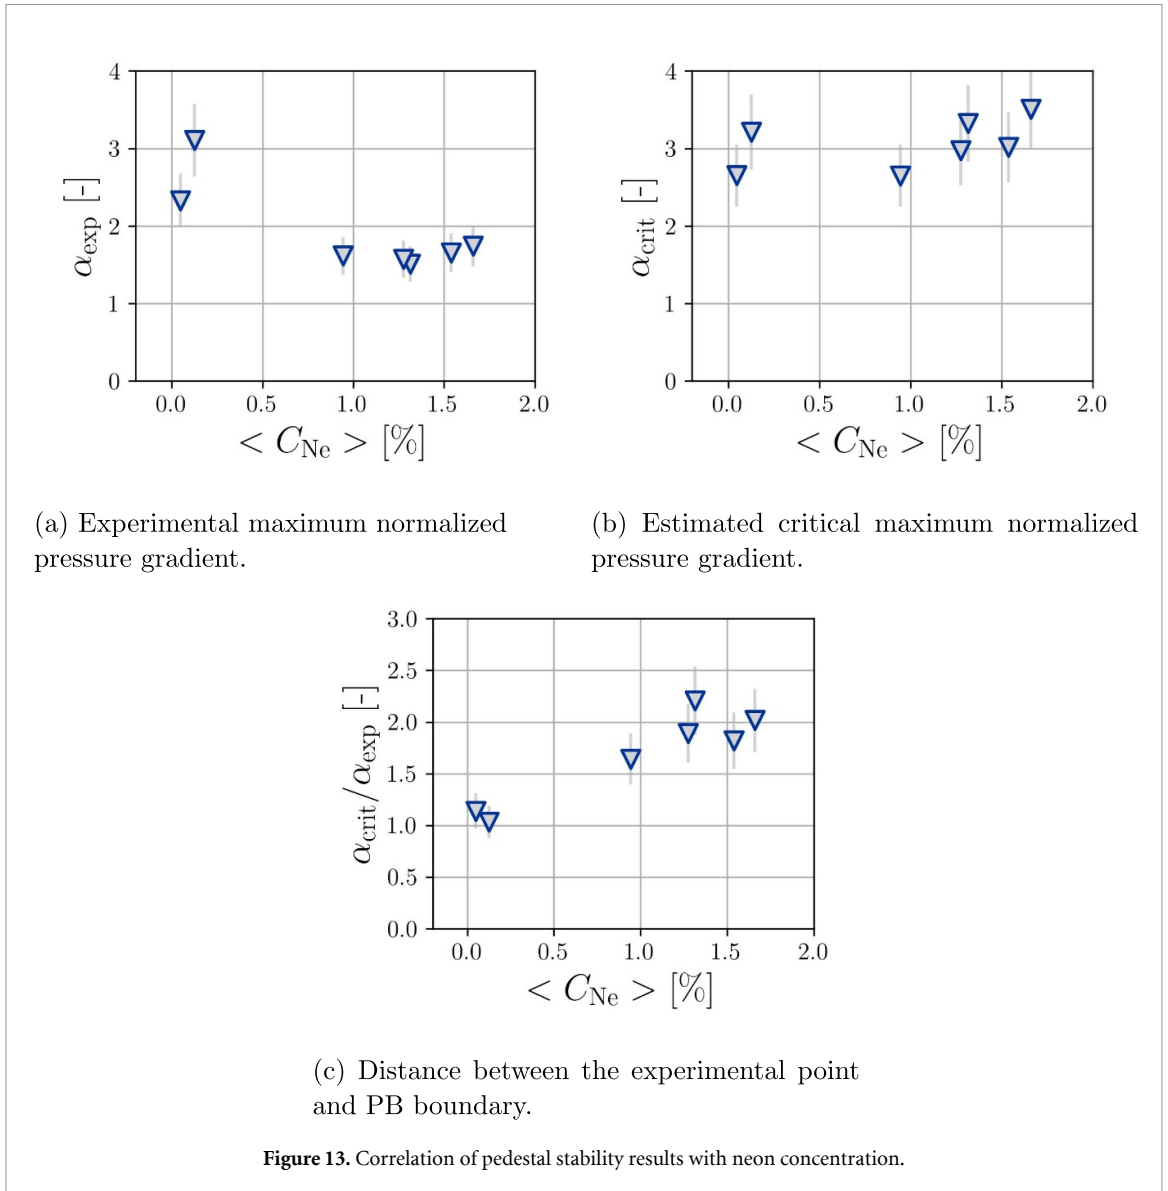 4
3
2
1
0
α_exp [-]
0.0 0.5 1.0 1.5 2.0
< C_Ne > [%]
(a) Experimental maximum normalized
pressure gradient.
4
3
2
1
0
α_crit [-]
0.0 0.5 1.0 1.5 2.0
< C_Ne > [%]
(b) Estimated critical maximum normalized
pressure gradient.
3.0
2.5
2.0
1.5
1.0
0.5
0.0
α_crit/α_exp [-]
0.0 0.5 1.0 1.5 2.0
< C_Ne > [%]
(c) Distance between the experimental point
and PB boundary.
Figure 13. Correlation of pedestal stability results with neon concentration.